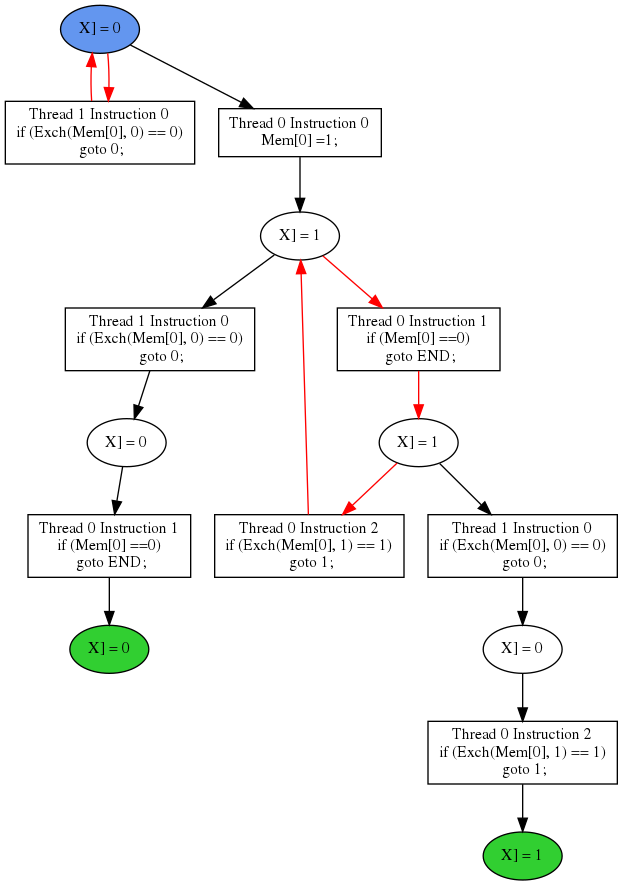 X] = 0
Thread 1 Instruction 0
if (Exch(Mem[0], 0) == 0)
goto 0;
Thread 0 Instruction 0
Mem[0] =1;
X] = 1
Thread 1 Instruction 0
if (Exch(Mem[0], 0) == 0)
goto 0;
Thread 0 Instruction 1
if (Mem[0] ==0)
goto END;
X] = 0
X] = 1
Thread 0 Instruction 1
if (Mem[0] ==0)
goto END;
Thread 0 Instruction 2
if (Exch(Mem[0], 1) == 1)
goto 1;
Thread 1 Instruction 0
if (Exch(Mem[0], 0) == 0)
goto 0;
X] = 0
X] = 0
Thread 0 Instruction 2
if (Exch(Mem[0], 1) == 1)
goto 1;
X] = 1